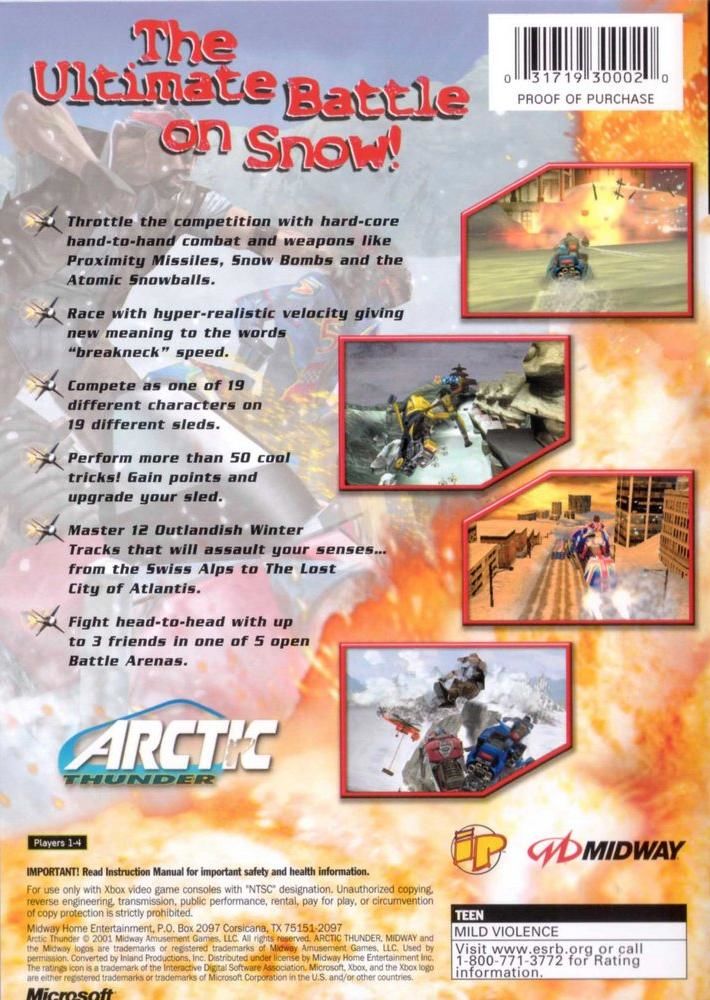 The
Ultimate Battle
on Snow!
0 31719 30002 0
PROOF OF PURCHASE
Throttle the competition with hard-core
hand-to-hand combat and weapons like
Proximity Missiles, Snow Bombs and the
Atomic Snowballs.
Race with hyper-realistic velocity giving
new meaning to the words
"breakneck" speed.
Compete as one of 19
different characters on
19 different sleds.
Perform more than 50 cool
tricks! Gain points and
upgrade your sled.
Master 12 Outlandish Winter
Tracks that will assault your senses...
from the Swiss Alps to The Lost
City of Atlantis.
Fight head-to-head with up
to 3 friends in one of 5 open
Battle Arenas.
ARCTIC
THUNDER
Players 1-4
IMPORTANT! Read Instruction Manual for important safety and health information.
For use only with Xbox video game consoles with "NTSC" designation. Unauthorized copying,
reverse engineering, transmission, public performance, rental, pay for play, or circumvention
of copy protection is strictly prohibited.
Midway Home Entertainment, P.O. Box 2097 Corsicana, TX 75151-2097
Arctic Thunder © 2001 Midway Amusement Games, LLC. All rights reserved. ARCTIC THUNDER, MIDWAY and
the Midway logos are trademarks or registered trademarks of Midway Amusement Games, LLC. Used by
permission. Converted by Inland Productions, Inc. Distributed under license by Midway Home Entertainment Inc.
The ratings icon is a trademark of the Interactive Digital Software Association. Microsoft, Xbox, and the Xbox logo
are either registered trademarks or trademarks of Microsoft Corporation in the U.S. and/or other countries.
Microsoft
ip
MIDWAY
TEEN
MILD VIOLENCE
Visit www.esrb.org or call
1-800-771-3772 for Rating
information.